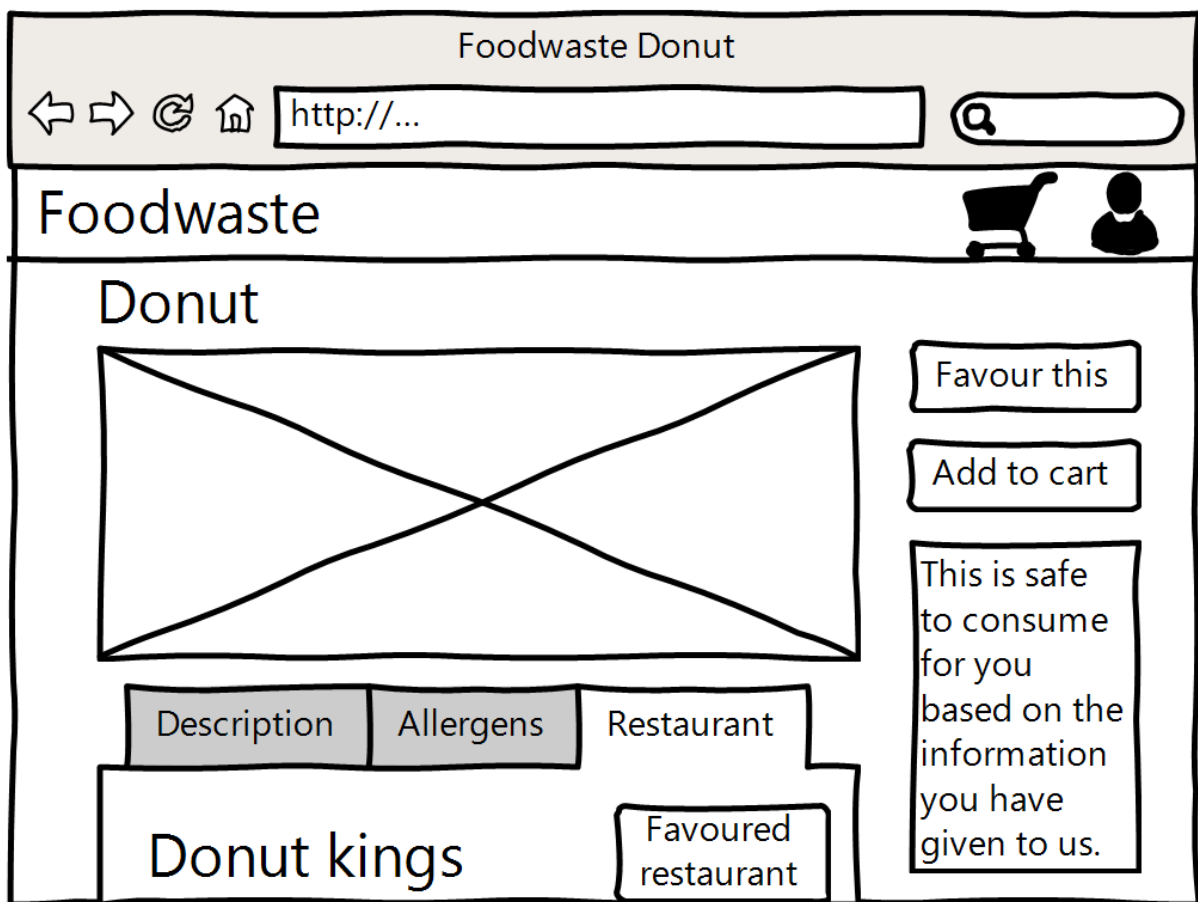 Foodwaste Donut
http://...
Foodwaste
Donut
Favour this
Add to cart
This is safe
to consume
for you
based on the
information
you have
given to us.
Description
Allergens
Restaurant
Donut kings
Favoured
restaurant